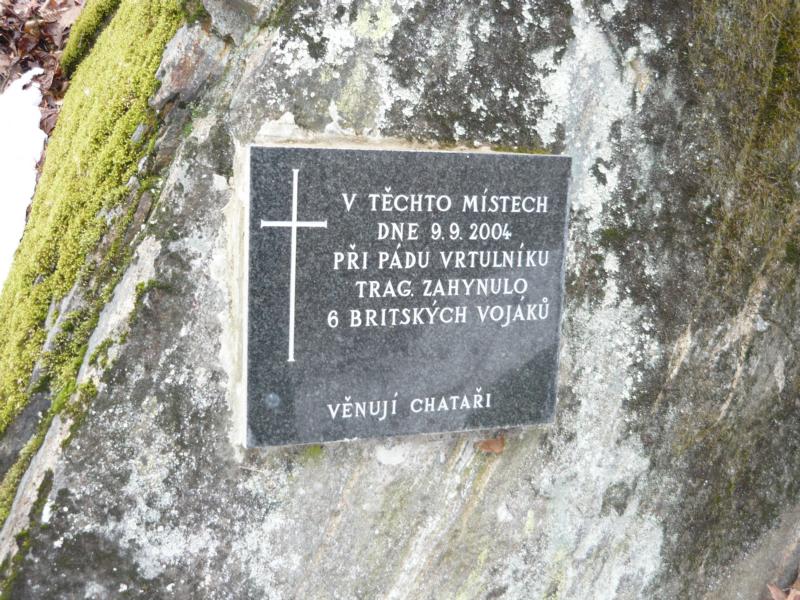 V TĚCHTO MÍSTECH
DNE 9.9.2004
PŘI PÁDU VRTULNÍKU
TRAG. ZAHYNULO
6 BRITSKÝCH VOJÁKŮ
VĚNUJÍ CHATAŘI